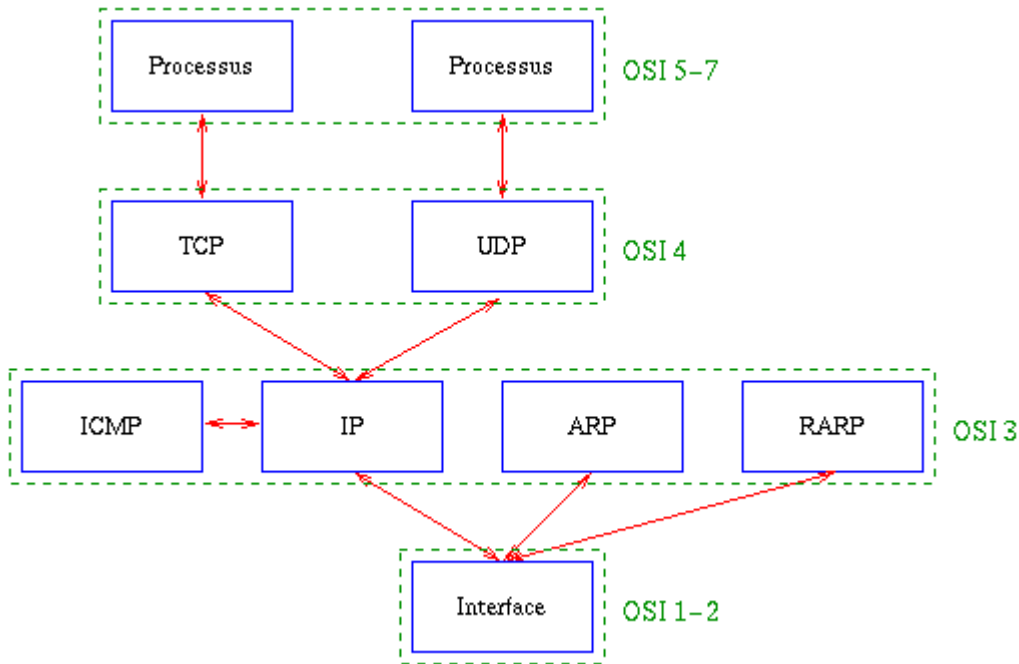 Processus
Processus
OSI 5–7
TCP
UDP
OSI 4
ICMP
IP
ARP
RARP
OSI 3
Interface
OSI 1–2